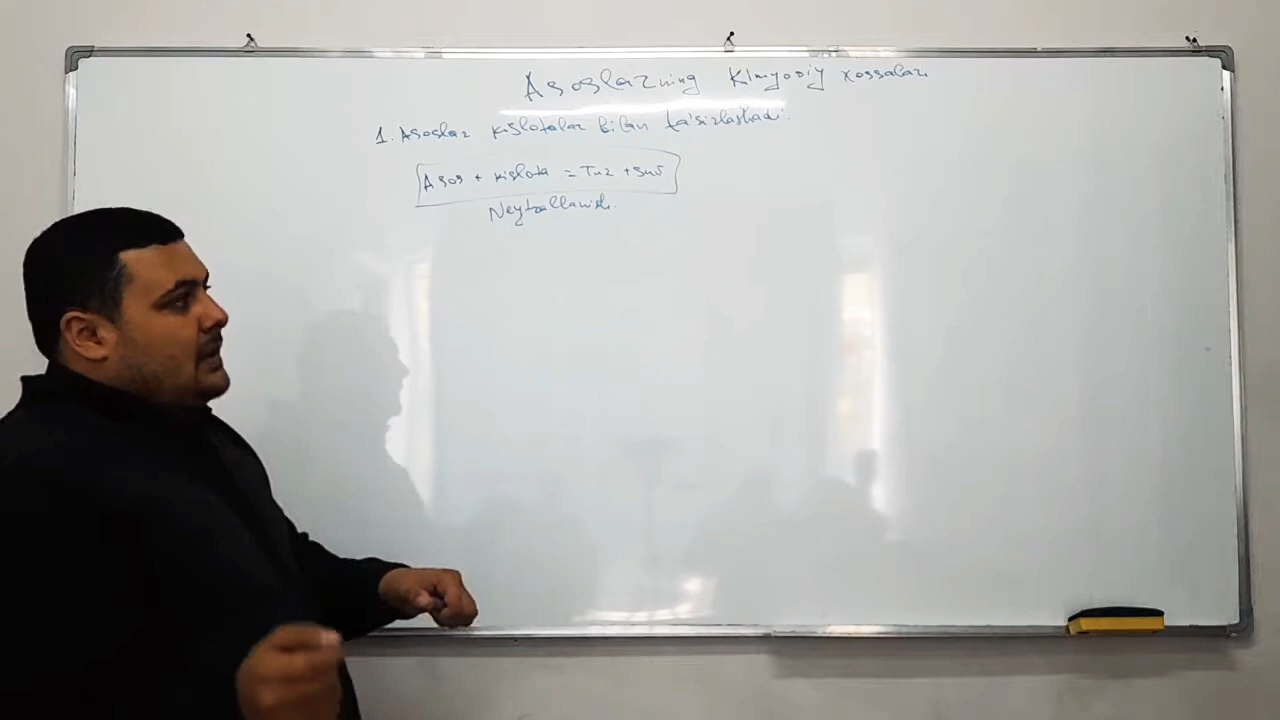 Asoslarning Kimyoviy xossalari
1. Asoslar kislotalar bilan ta'sirlashadi.
Asos + kislota = Tuz + suv
Neytrallanish.